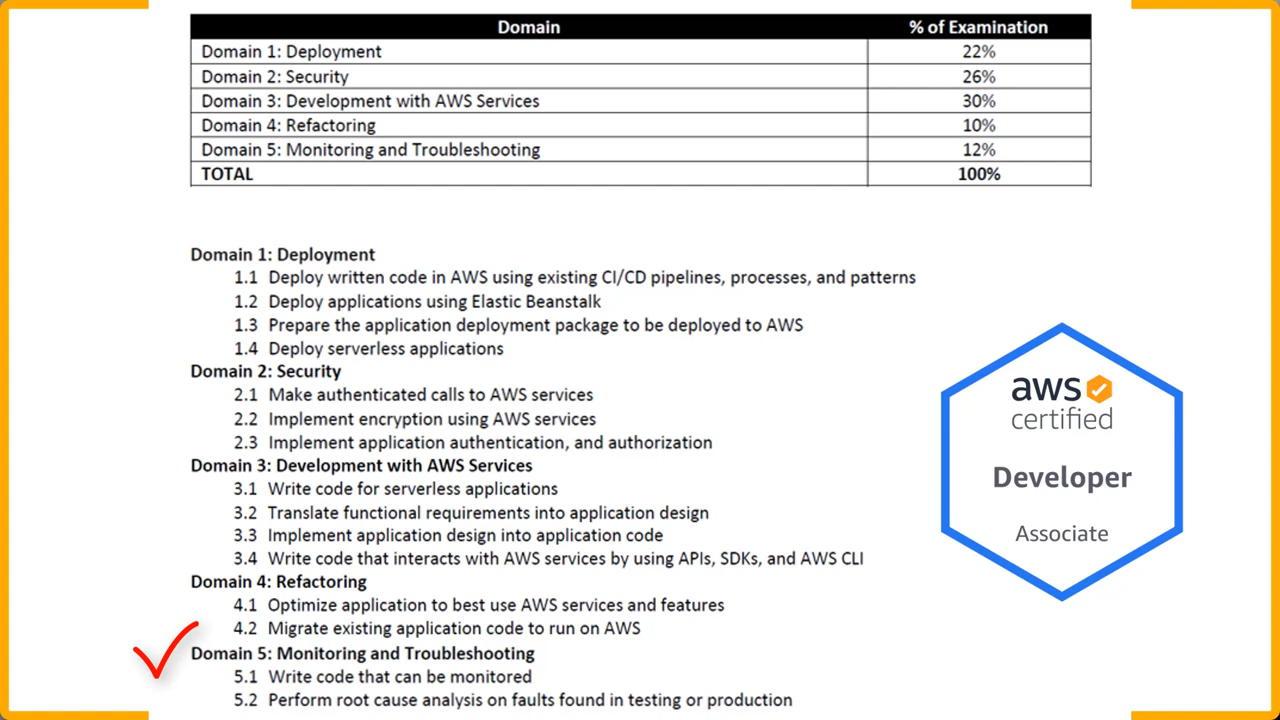 Domain % of Examination
Domain 1: Deployment 22%
Domain 2: Security 26%
Domain 3: Development with AWS Services 30%
Domain 4: Refactoring 10%
Domain 5: Monitoring and Troubleshooting 12%
TOTAL 100%
Domain 1: Deployment
1.1 Deploy written code in AWS using existing CI/CD pipelines, processes, and patterns
1.2 Deploy applications using Elastic Beanstalk
1.3 Prepare the application deployment package to be deployed to AWS
1.4 Deploy serverless applications
Domain 2: Security
2.1 Make authenticated calls to AWS services
2.2 Implement encryption using AWS services
2.3 Implement application authentication, and authorization
Domain 3: Development with AWS Services
3.1 Write code for serverless applications
3.2 Translate functional requirements into application design
3.3 Implement application design into application code
3.4 Write code that interacts with AWS services by using APIs, SDKs, and AWS CLI
Domain 4: Refactoring
4.1 Optimize application to best use AWS services and features
4.2 Migrate existing application code to run on AWS
Domain 5: Monitoring and Troubleshooting
5.1 Write code that can be monitored
5.2 Perform root cause analysis on faults found in testing or production
aws
certified
Developer
Associate